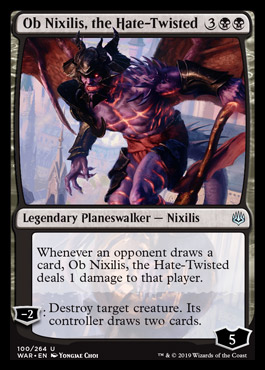 Ob Nixilis, the Hate-Twisted 3
Legendary Planeswalker — Nixilis
Whenever an opponent draws a
card, Ob Nixilis, the Hate-Twisted
deals 1 damage to that player.
-2 : Destroy target creature. Its
controller draws two cards.
5
100/264 U
WAR • EN YONGJAE CHOI
™ & © 2019 Wizards of the Coast